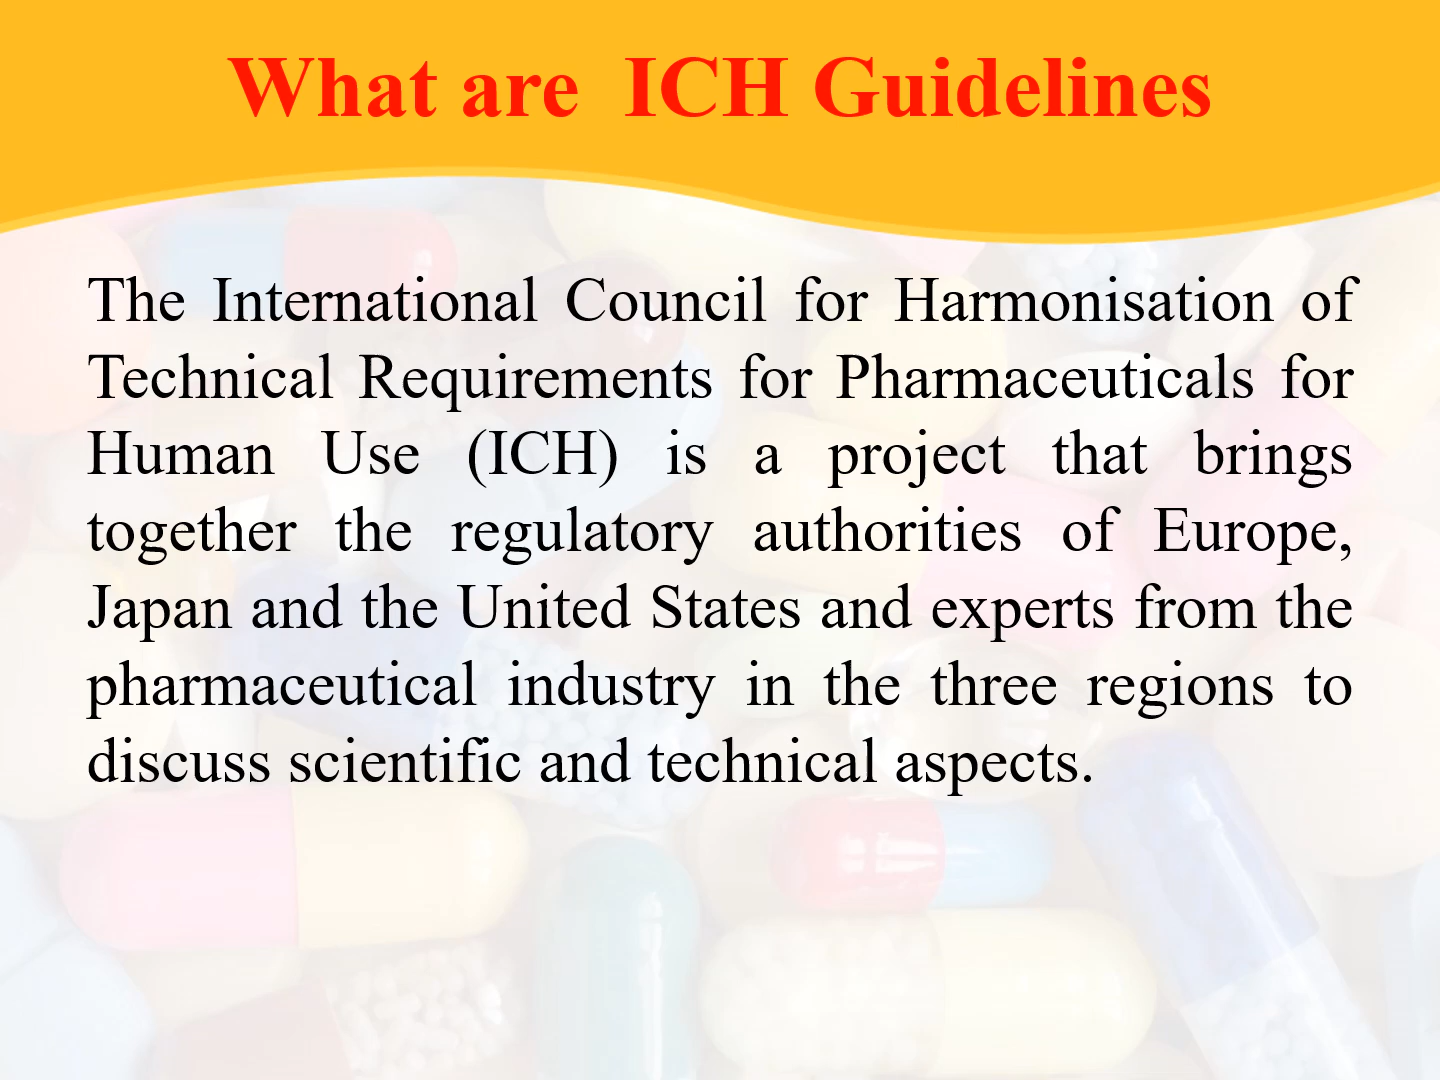 What are  ICH Guidelines
The International Council for Harmonisation of
Technical Requirements for Pharmaceuticals for
Human Use (ICH) is a project that brings
together the regulatory authorities of Europe,
Japan and the United States and experts from the
pharmaceutical industry in the three regions to
discuss scientific and technical aspects.